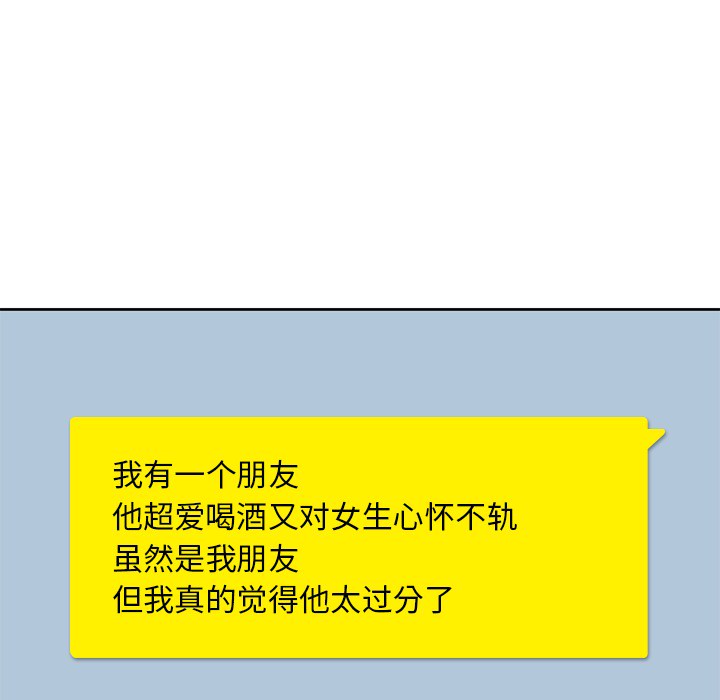 我有一个朋友
他超爱喝酒又对女生心怀不轨
虽然是我朋友
但我真的觉得他太过分了